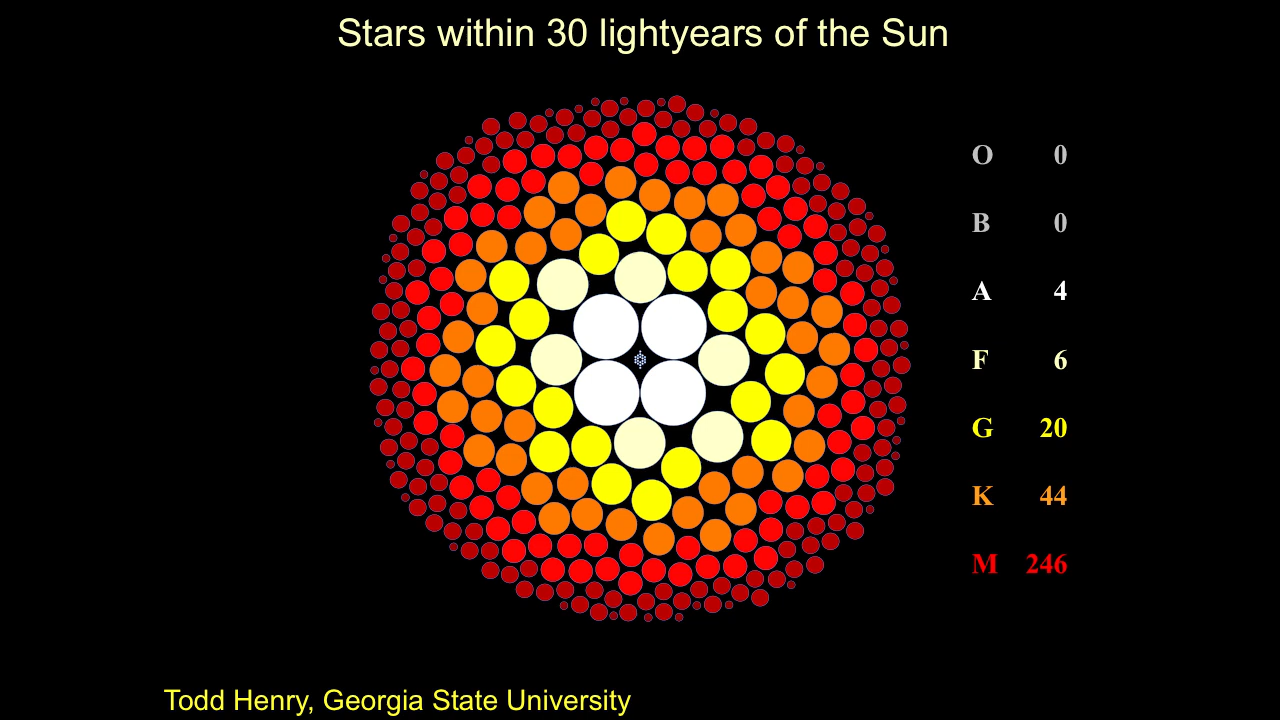 Stars within 30 lightyears of the Sun
O 0
B 0
A 4
F 6
G 20
K 44
M 246
Todd Henry, Georgia State University